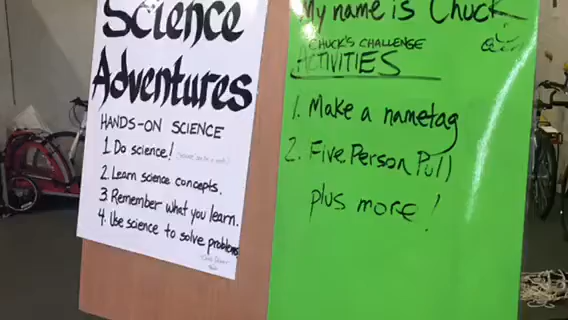 Science
Adventures
HANDS-ON SCIENCE
1 Do science!
2. Learn science concepts.
3. Remember what you learn.
4. Use science to solve problems
My name is Chuck
CHUCK'S CHALLENGE
ACTIVITIES
1. Make a nametag
2. Five Person Pull
plus more!